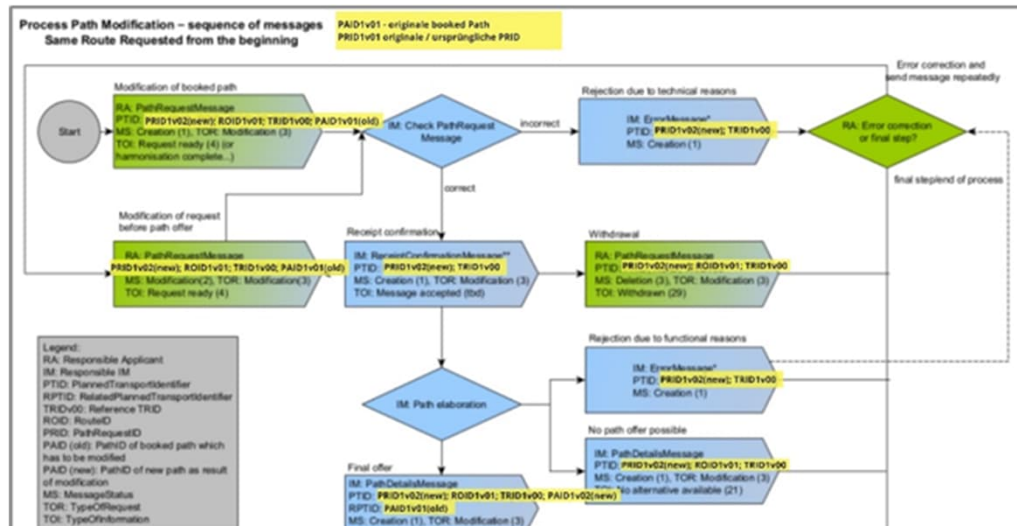 Process Path Modification – sequence of messages
Same Route Requested from the beginning
PAID1v01 - originale booked Path
PRID1v01 originale / ursprüngliche PRID
Error correction and
send message repeatedly
Modification of booked path
RA: PathRequestMessage
PTID: PRID1v02(new); ROID1v01; TRID1v00; PAID1v01(old)
MS: Creation (1), TOR: Modification (3)
TOI: Request ready (4) (or
harmonisation complete...)
Start
IM: Check PathRequest
Message
incorrect
correct
Rejection due to technical reasons
IM: ErrorMessage*
PTID: PRID1v02(new); TRID1v00
MS: Creation (1)
RA: Error correction
or final step?
final step/end of process
Modification of request
before path offer
RA: PathRequestMessage
PRID1v02(new); ROID1v01; TRID1v00; PAID1v01(old)
MS: Modification(2), TOR: Modification(3)
TOI: Request ready (4)
Receipt confirmation
IM: ReceiptConfirmationMessage**
PTID: PRID1v02(new); TRID1v00
MS: Creation (1), TOR: Modification (3)
TOI: Message accepted (tbd)
Withdrawal
RA: PathRequestMessage
PTID: PRID1v02(new); ROID1v01; TRID1v00
MS: Deletion (3), TOR: Modification (3)
TOI: Withdrawn (29)
Legend:
RA: Responsible Applicant
IM: Responsible IM
PTID: PlannedTransportIdentifier
RPTID: RelatedPlannedTransportIdentifier
TRIDv00: Reference TRID
ROID: RouteID
PRID: PathRequestID
PAID (old): PathID of booked path which
has to be modified
PAID (new): PathID of new path as result
of modification
MS: MessageStatus
TOR: TypeOfRequest
TOI: TypeOfInformation
IM: Path elaboration
Rejection due to functional reasons
IM: ErrorMessage*
PTID: PRID1v02(new); TRID1v00
MS: Creation (1)
No path offer possible
IM: PathDetailsMessage
PTID: PRID1v02(new); ROID1v01; TRID1v00
MS: Creation (1), TOR: Modification (3)
TOI: No alternative available (21)
Final offer
IM: PathDetailsMessage
PTID: PRID1v02(new); ROID1v01; TRID1v00; PAID1v02(new)
RPTID: PAID1v01(old)
MS: Creation (1), TOR: Modification (3)